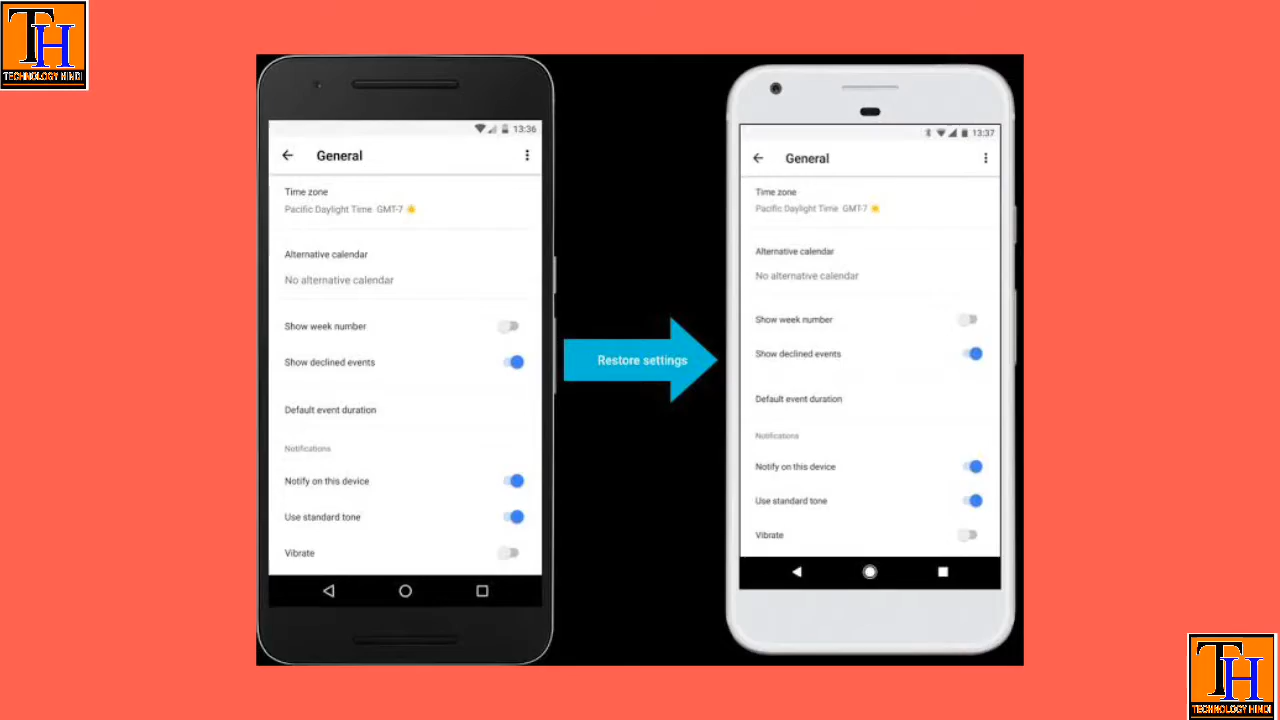 TH
TECHNOLOGY HINDI
13:36
General
Time zone
Pacific Daylight Time GMT-7
Alternative calendar
No alternative calendar
Show week number
Show declined events
Default event duration
Notifications
Notify on this device
Use standard tone
Vibrate
Restore settings
13:37
General
Time zone
Pacific Daylight Time GMT-7
Alternative calendar
No alternative calendar
Show week number
Show declined events
Default event duration
Notifications
Notify on this device
Use standard tone
Vibrate
TH
TECHNOLOGY HINDI